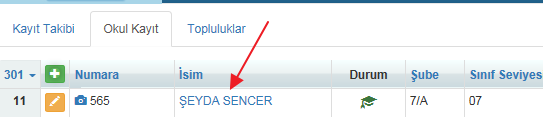 Kayıt Takibi Okul Kayıt Topluluklar
301 Numara İsim Durum Şube Sınıf Seviyes
11 565 ŞEYDA SENCER 7/A 07